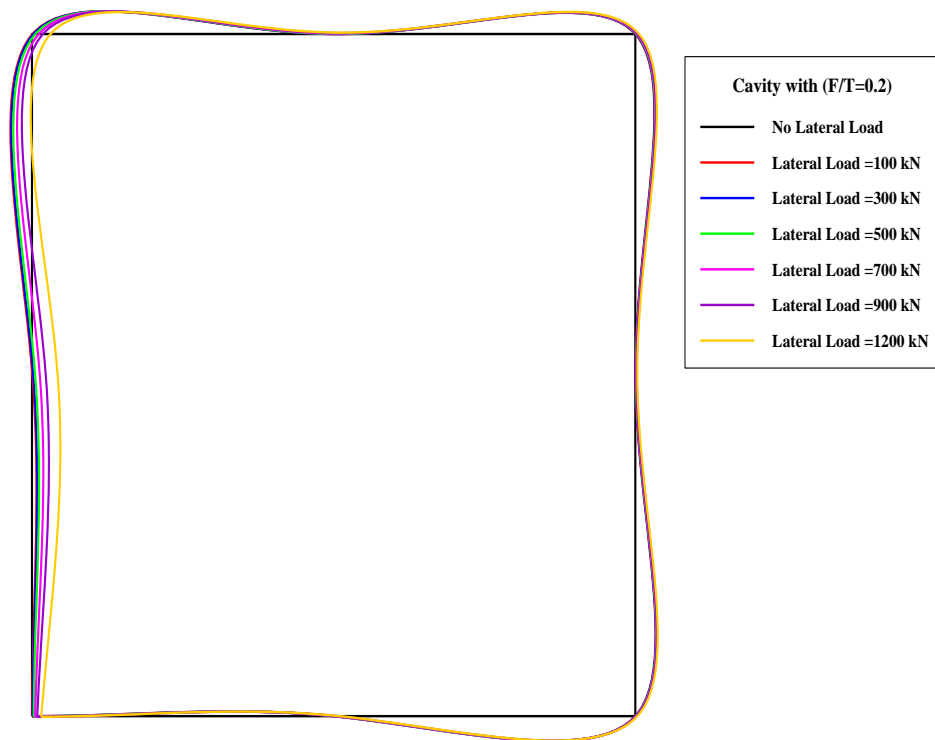 Cavity with (F/T=0.2)
No Lateral Load
Lateral Load =100 kN
Lateral Load =300 kN
Lateral Load =500 kN
Lateral Load =700 kN
Lateral Load =900 kN
Lateral Load =1200 kN